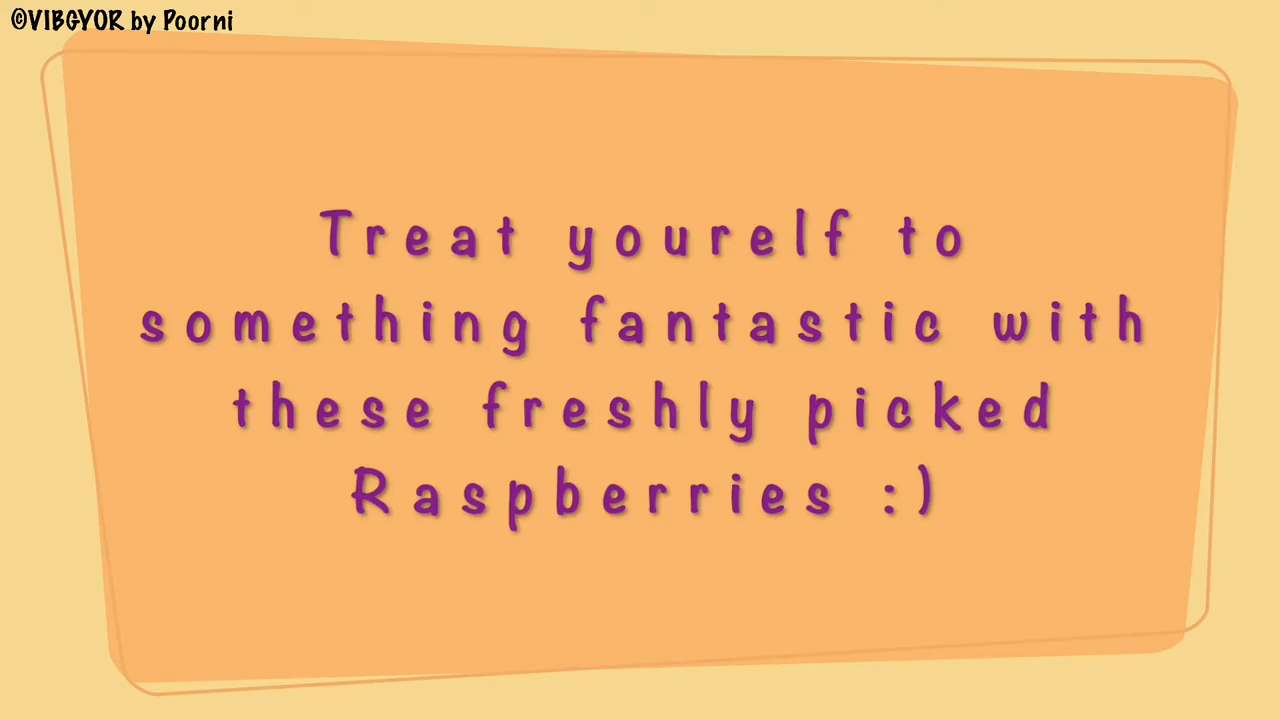 ©VIBGYOR by Poorni
Treat yourelf to
something fantastic with
these freshly picked
Raspberries :)